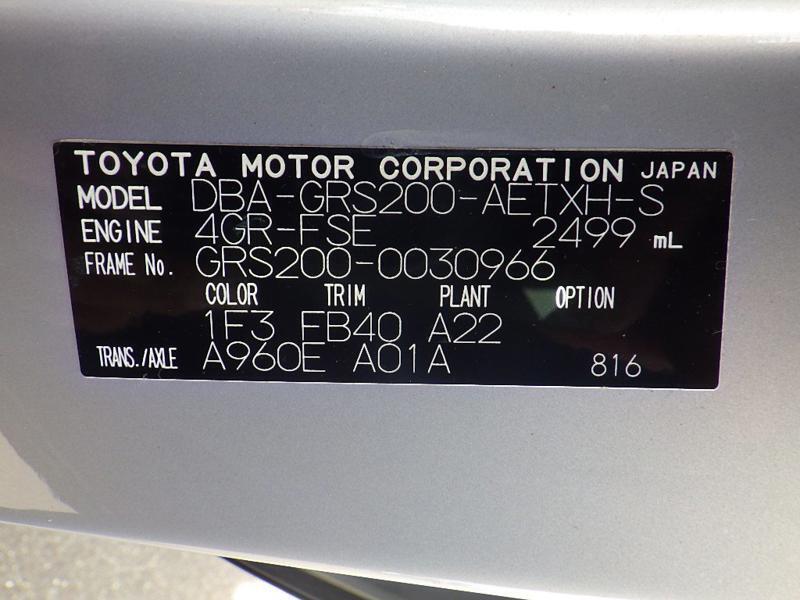 TOYOTA MOTOR CORPORATION JAPAN
MODEL DBA-GRS200-AETXH-S
ENGINE 4GR-FSE 2499 mL
FRAME No. GRS200-0030966
COLOR TRIM PLANT OPTION
1F3 FB40 A22
TRANS./AXLE A960E A01A 816